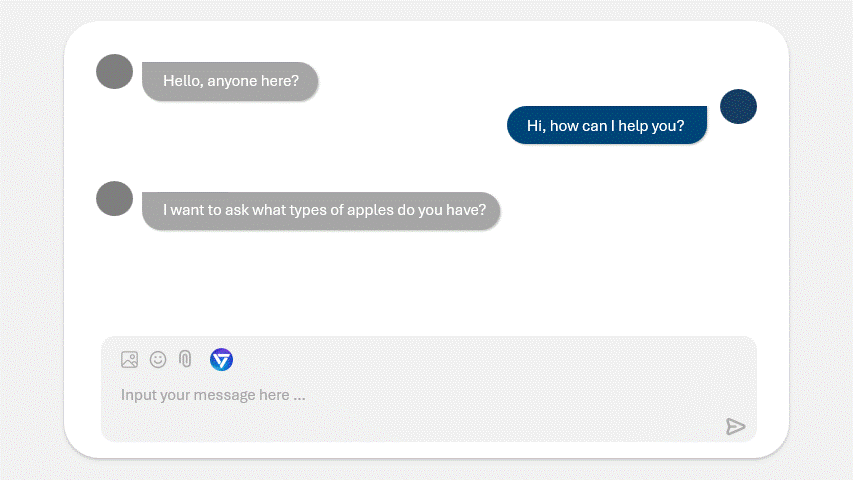 Hello, anyone here?
Hi, how can I help you?
I want to ask what types of apples do you have?
Input your message here ...